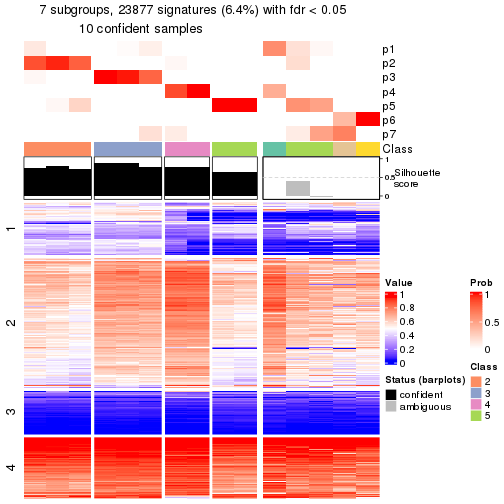 7 subgroups, 23877 signatures (6.4%) with fdr < 0.05
10 confident samples
p1
p2
p3
p4
p5
p6
p7
Class
1
0.5
0
Silhouette
score
1
2
3
4
Value
1
0.8
0.6
0.4
0.2
0
Status (barplots)
confident
ambiguous
Prob
1
0.5
0
Class
2
3
4
5